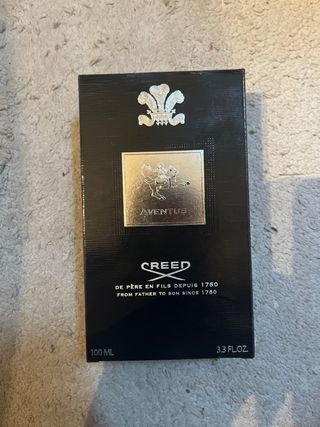 AVENTUS
CREED
DE PÈRE EN FILS DEPUIS 1760
FROM FATHER TO SON SINCE 1760
100 ML 3.3 FL.OZ.